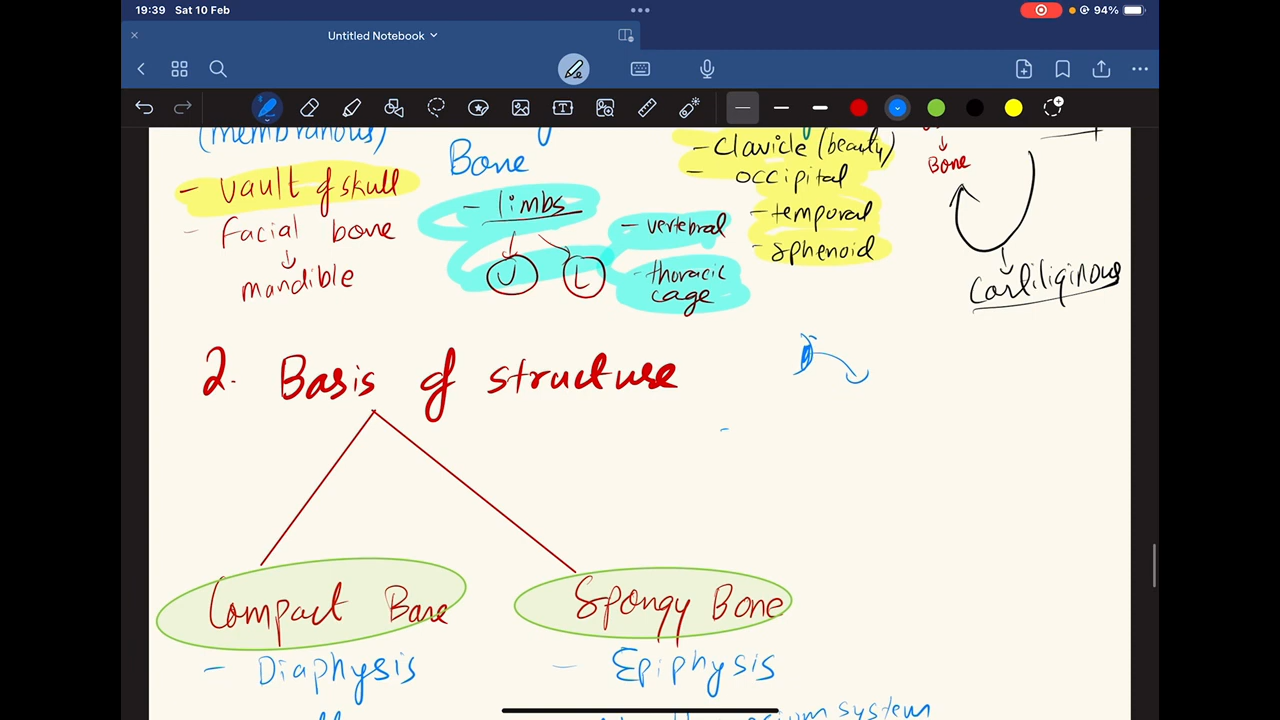 19:39 Sat 10 Feb
94%
Untitled Notebook
(membranous)
- Vault of skull
- Facial bone
mandible
Bone
- limbs
U
L
- vertebral
- thoracic
cage
- Clavicle (beauty)
- occipital
- temporal
- sphenoid
Bone
Cartiliginous
2. Basis of structure
Compact Bone
Spongy Bone
- Diaphysis
- Epiphysis
system